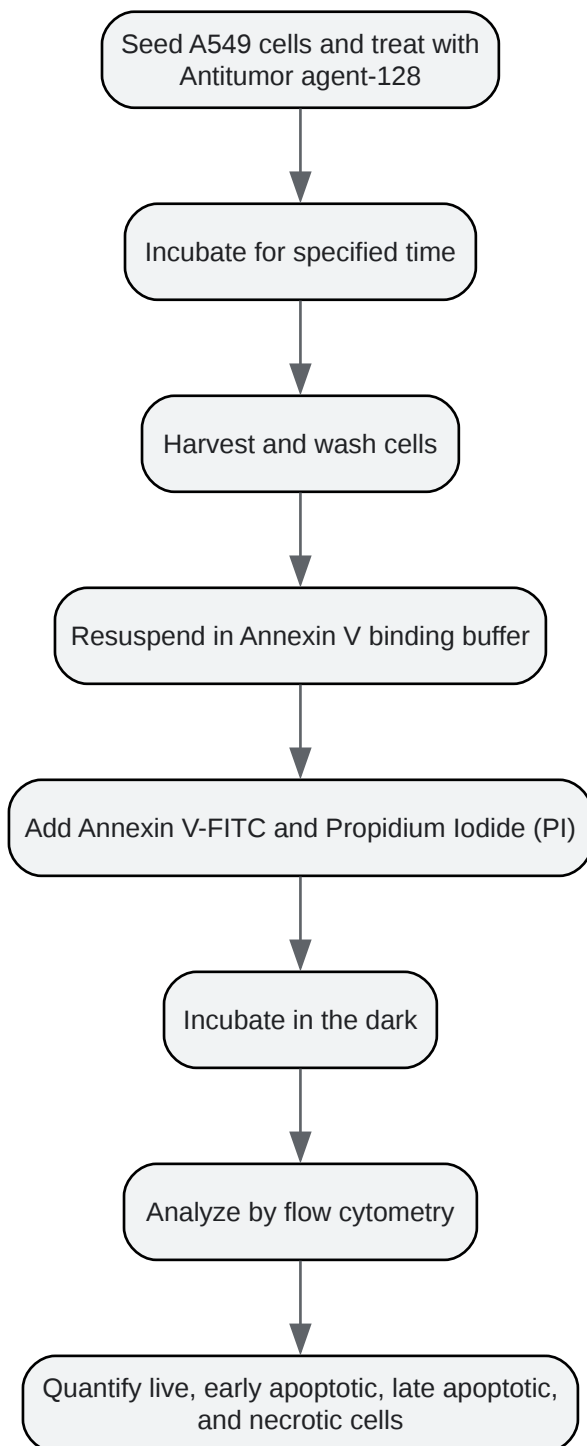 Seed A549 cells and treat with
Antitumor agent-128
Incubate for specified time
Harvest and wash cells
Resuspend in Annexin V binding buffer
Add Annexin V-FITC and Propidium Iodide (PI)
Incubate in the dark
Analyze by flow cytometry
Quantify live, early apoptotic, late apoptotic,
and necrotic cells